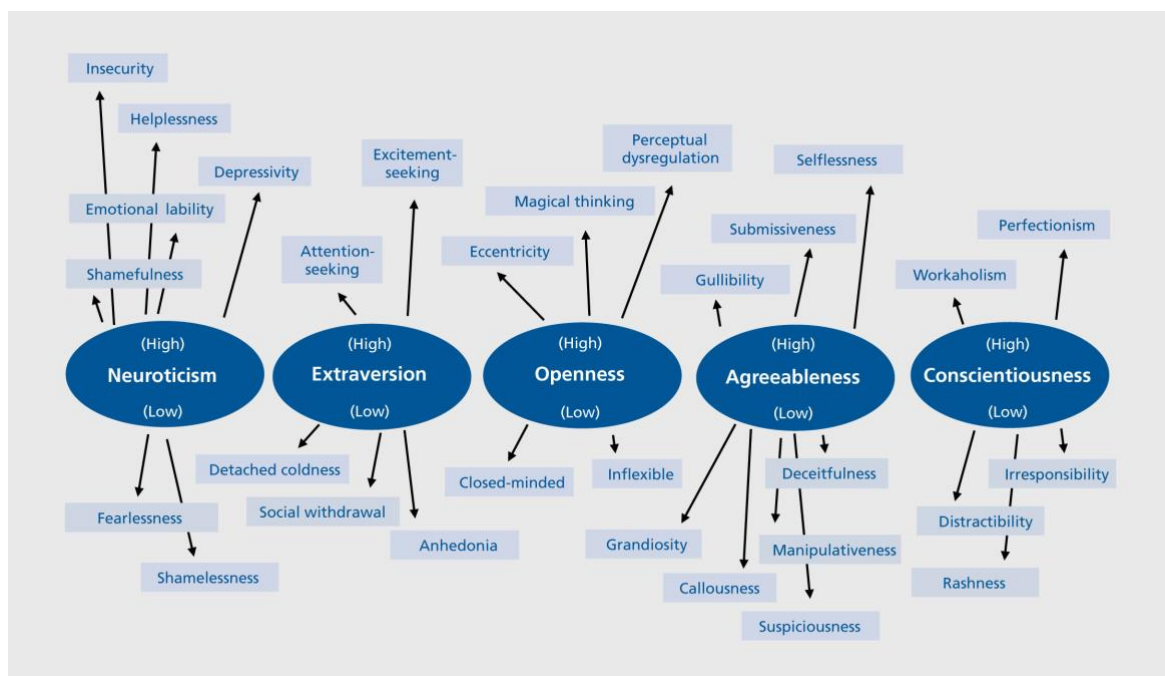 Insecurity
Helplessness
Depressivity
Emotional lability
Shamefulness
(High)
Neuroticism
(Low)
Fearlessness
Shamelessness
Excitement-
seeking
Attention-
seeking
(High)
Extraversion
(Low)
Detached coldness
Social withdrawal
Anhedonia
Perceptual
dysregulation
Magical thinking
Eccentricity
(High)
Openness
(Low)
Closed-minded
Inflexible
Selflessness
Submissiveness
Gullibility
(High)
Agreeableness
(Low)
Deceitfulness
Grandiosity
Manipulativeness
Callousness
Suspiciousness
Perfectionism
Workaholism
(High)
Conscientiousness
(Low)
Irresponsibility
Distractibility
Rashness